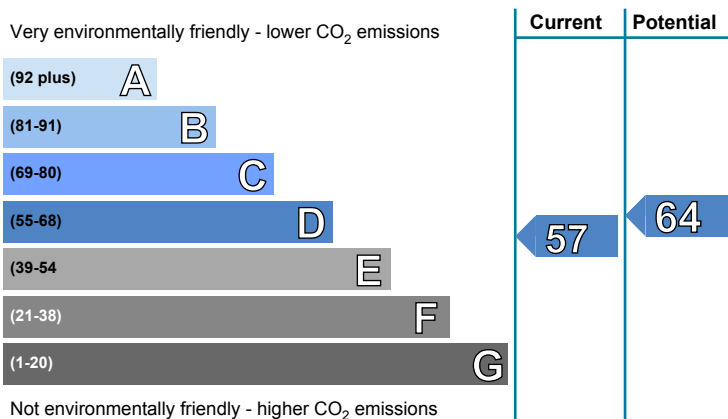 Current Potential
Very environmentally friendly - lower CO2 emissions
(92 plus) A
(81-91) B
(69-80) C
(55-68) D
57 64
(39-54 E
(21-38) F
(1-20) G
Not environmentally friendly - higher CO2 emissions